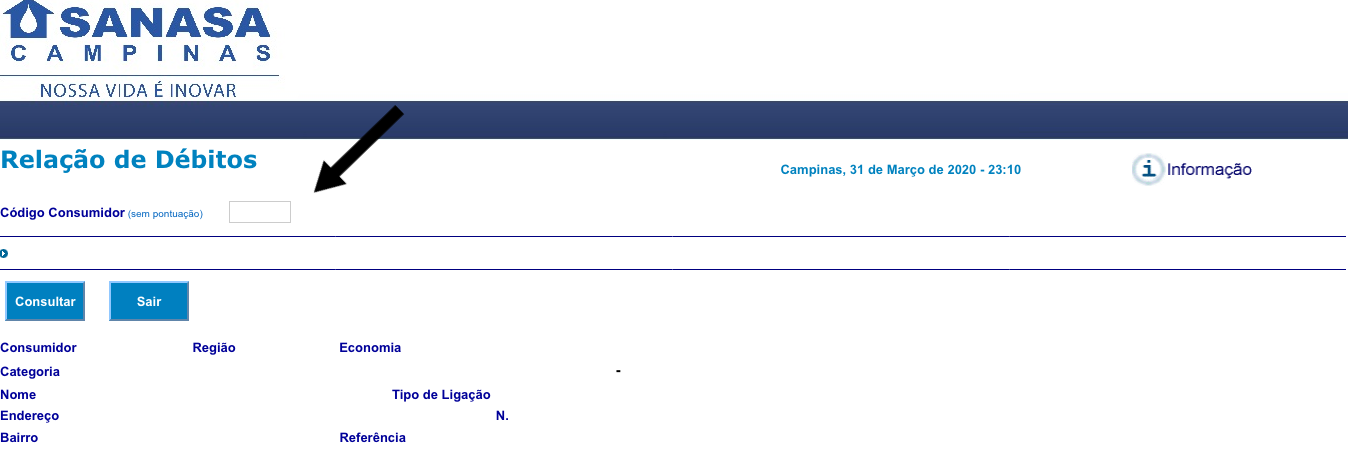 SANASA
CAMPINAS
NOSSA VIDA É INOVAR
Relação de Débitos
Campinas, 31 de Março de 2020 - 23:10
i Informação
Código Consumidor (sem pontuação)
Consultar Sair
Consumidor Região Economia
Categoria -
Nome Tipo de Ligação
Endereço N.
Bairro Referência